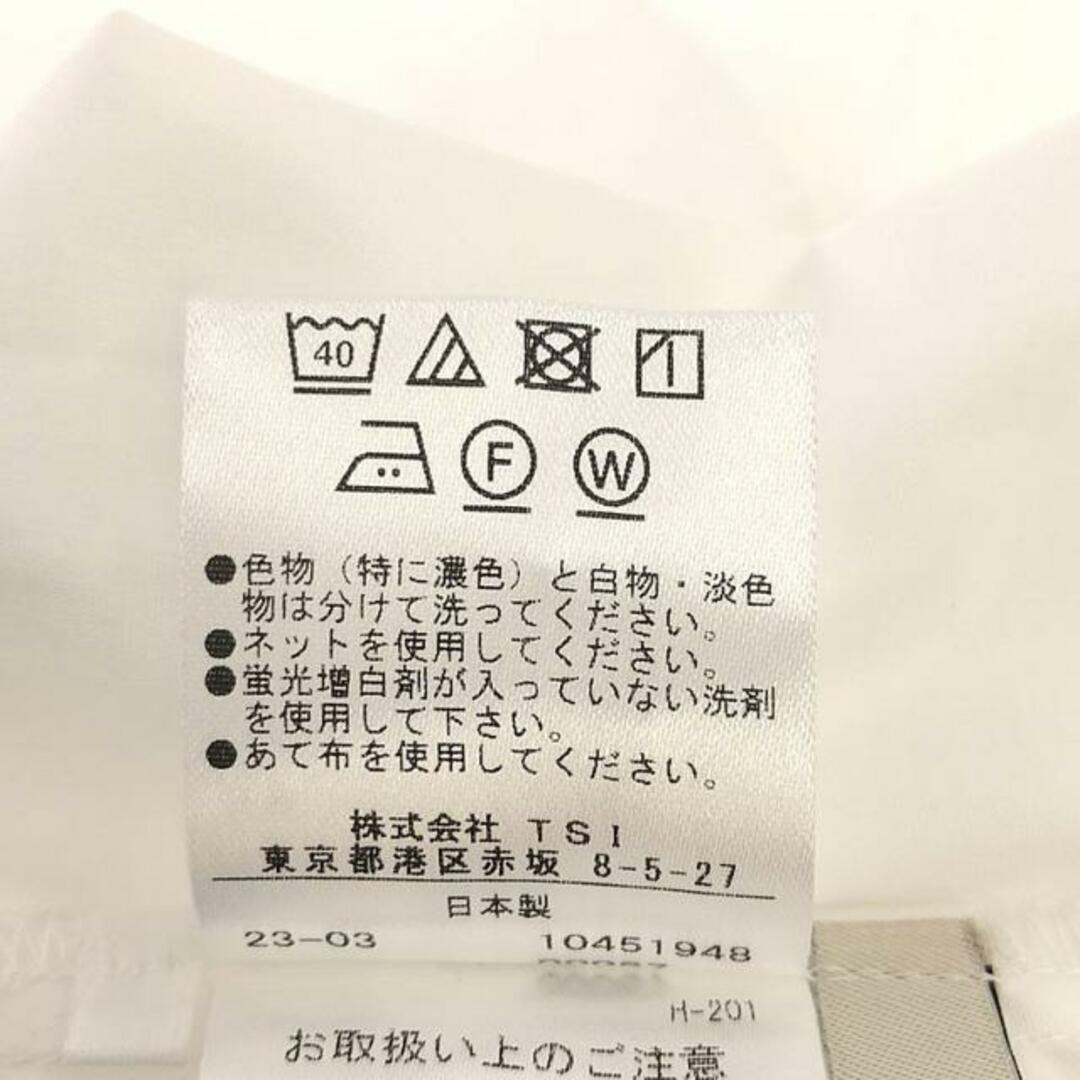 40
F W
●色物（特に濃色）と白物・淡色
物は分けて洗ってください。
●ネットを使用してください。
●蛍光増白剤が入っていない洗剤
を使用して下さい。
●あて布を使用してください。
株式会社 TSI
東京都港区赤坂 8-5-27
日本製
23-03 10451948
H-201
お取扱い上のご注意